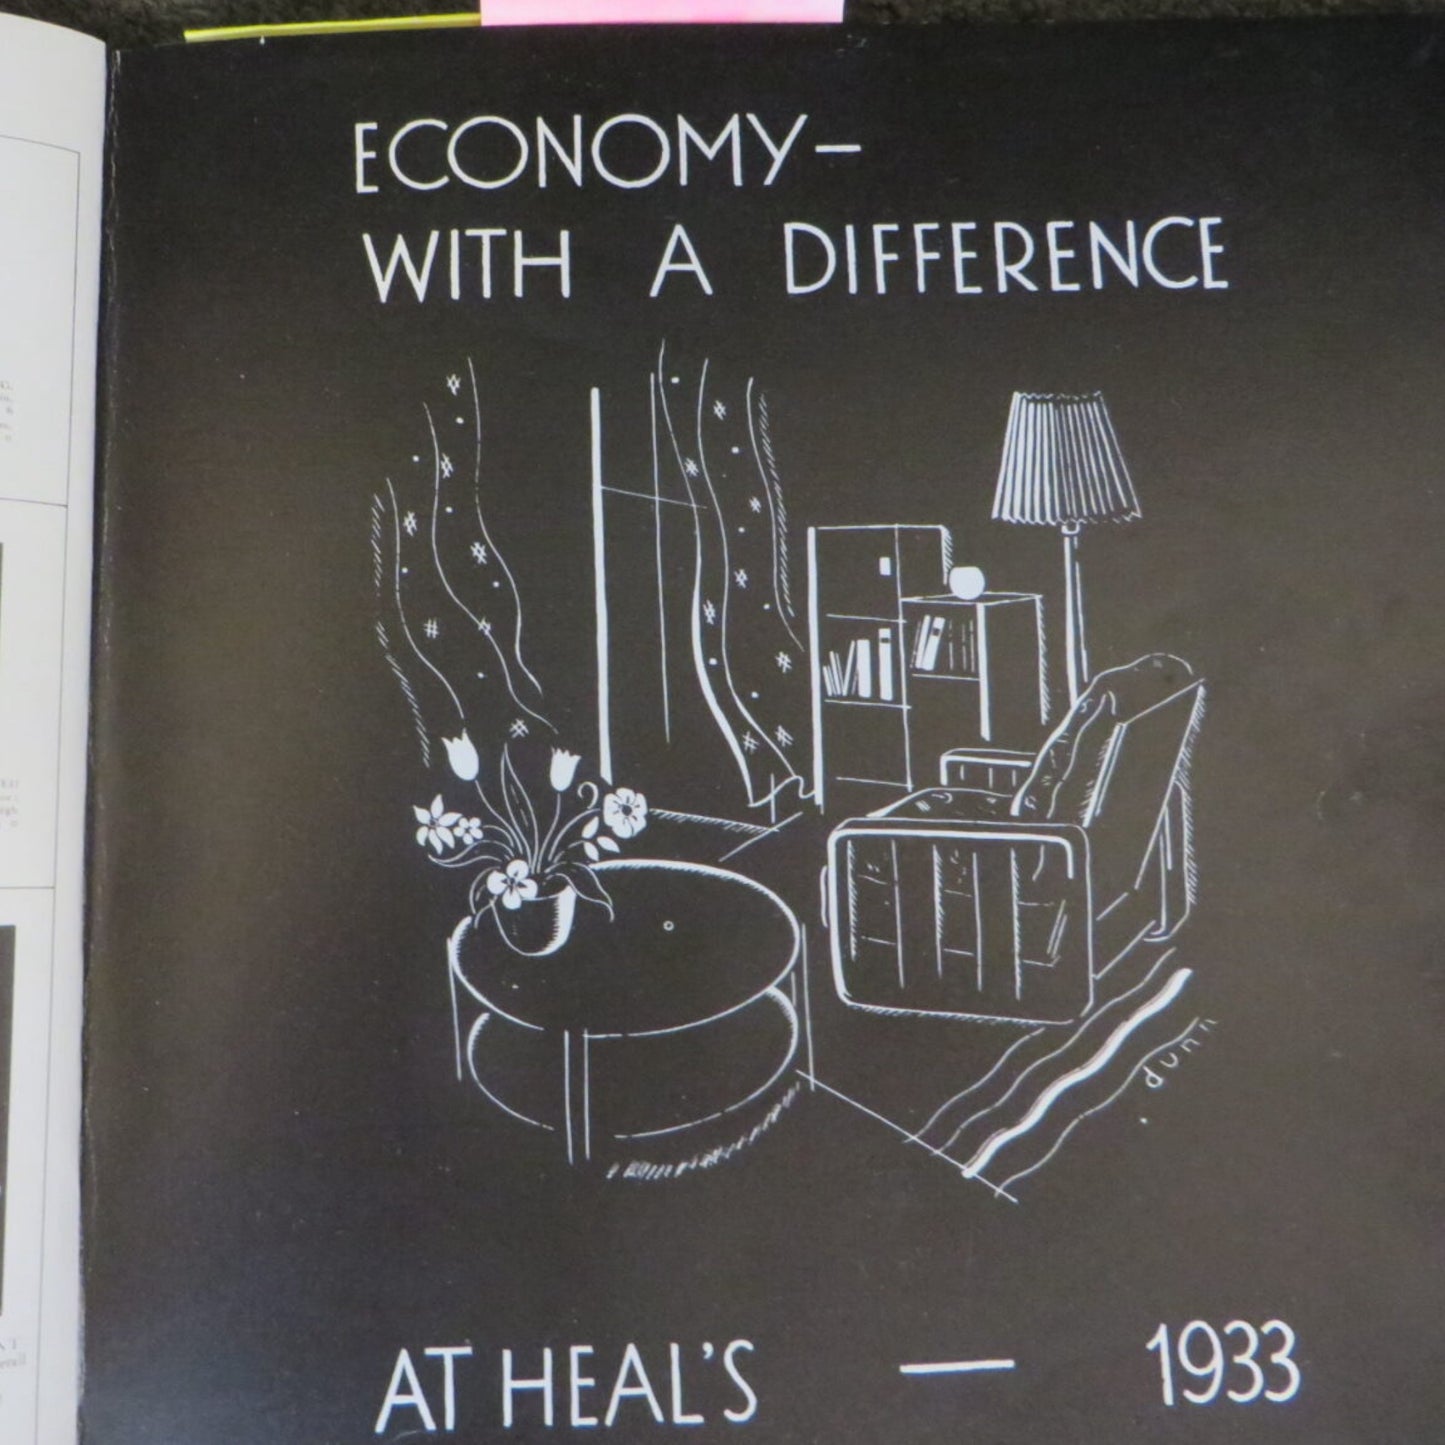 ECONOMY—
WITH A DIFFERENCE
dunn
AT HEAL'S — 1933